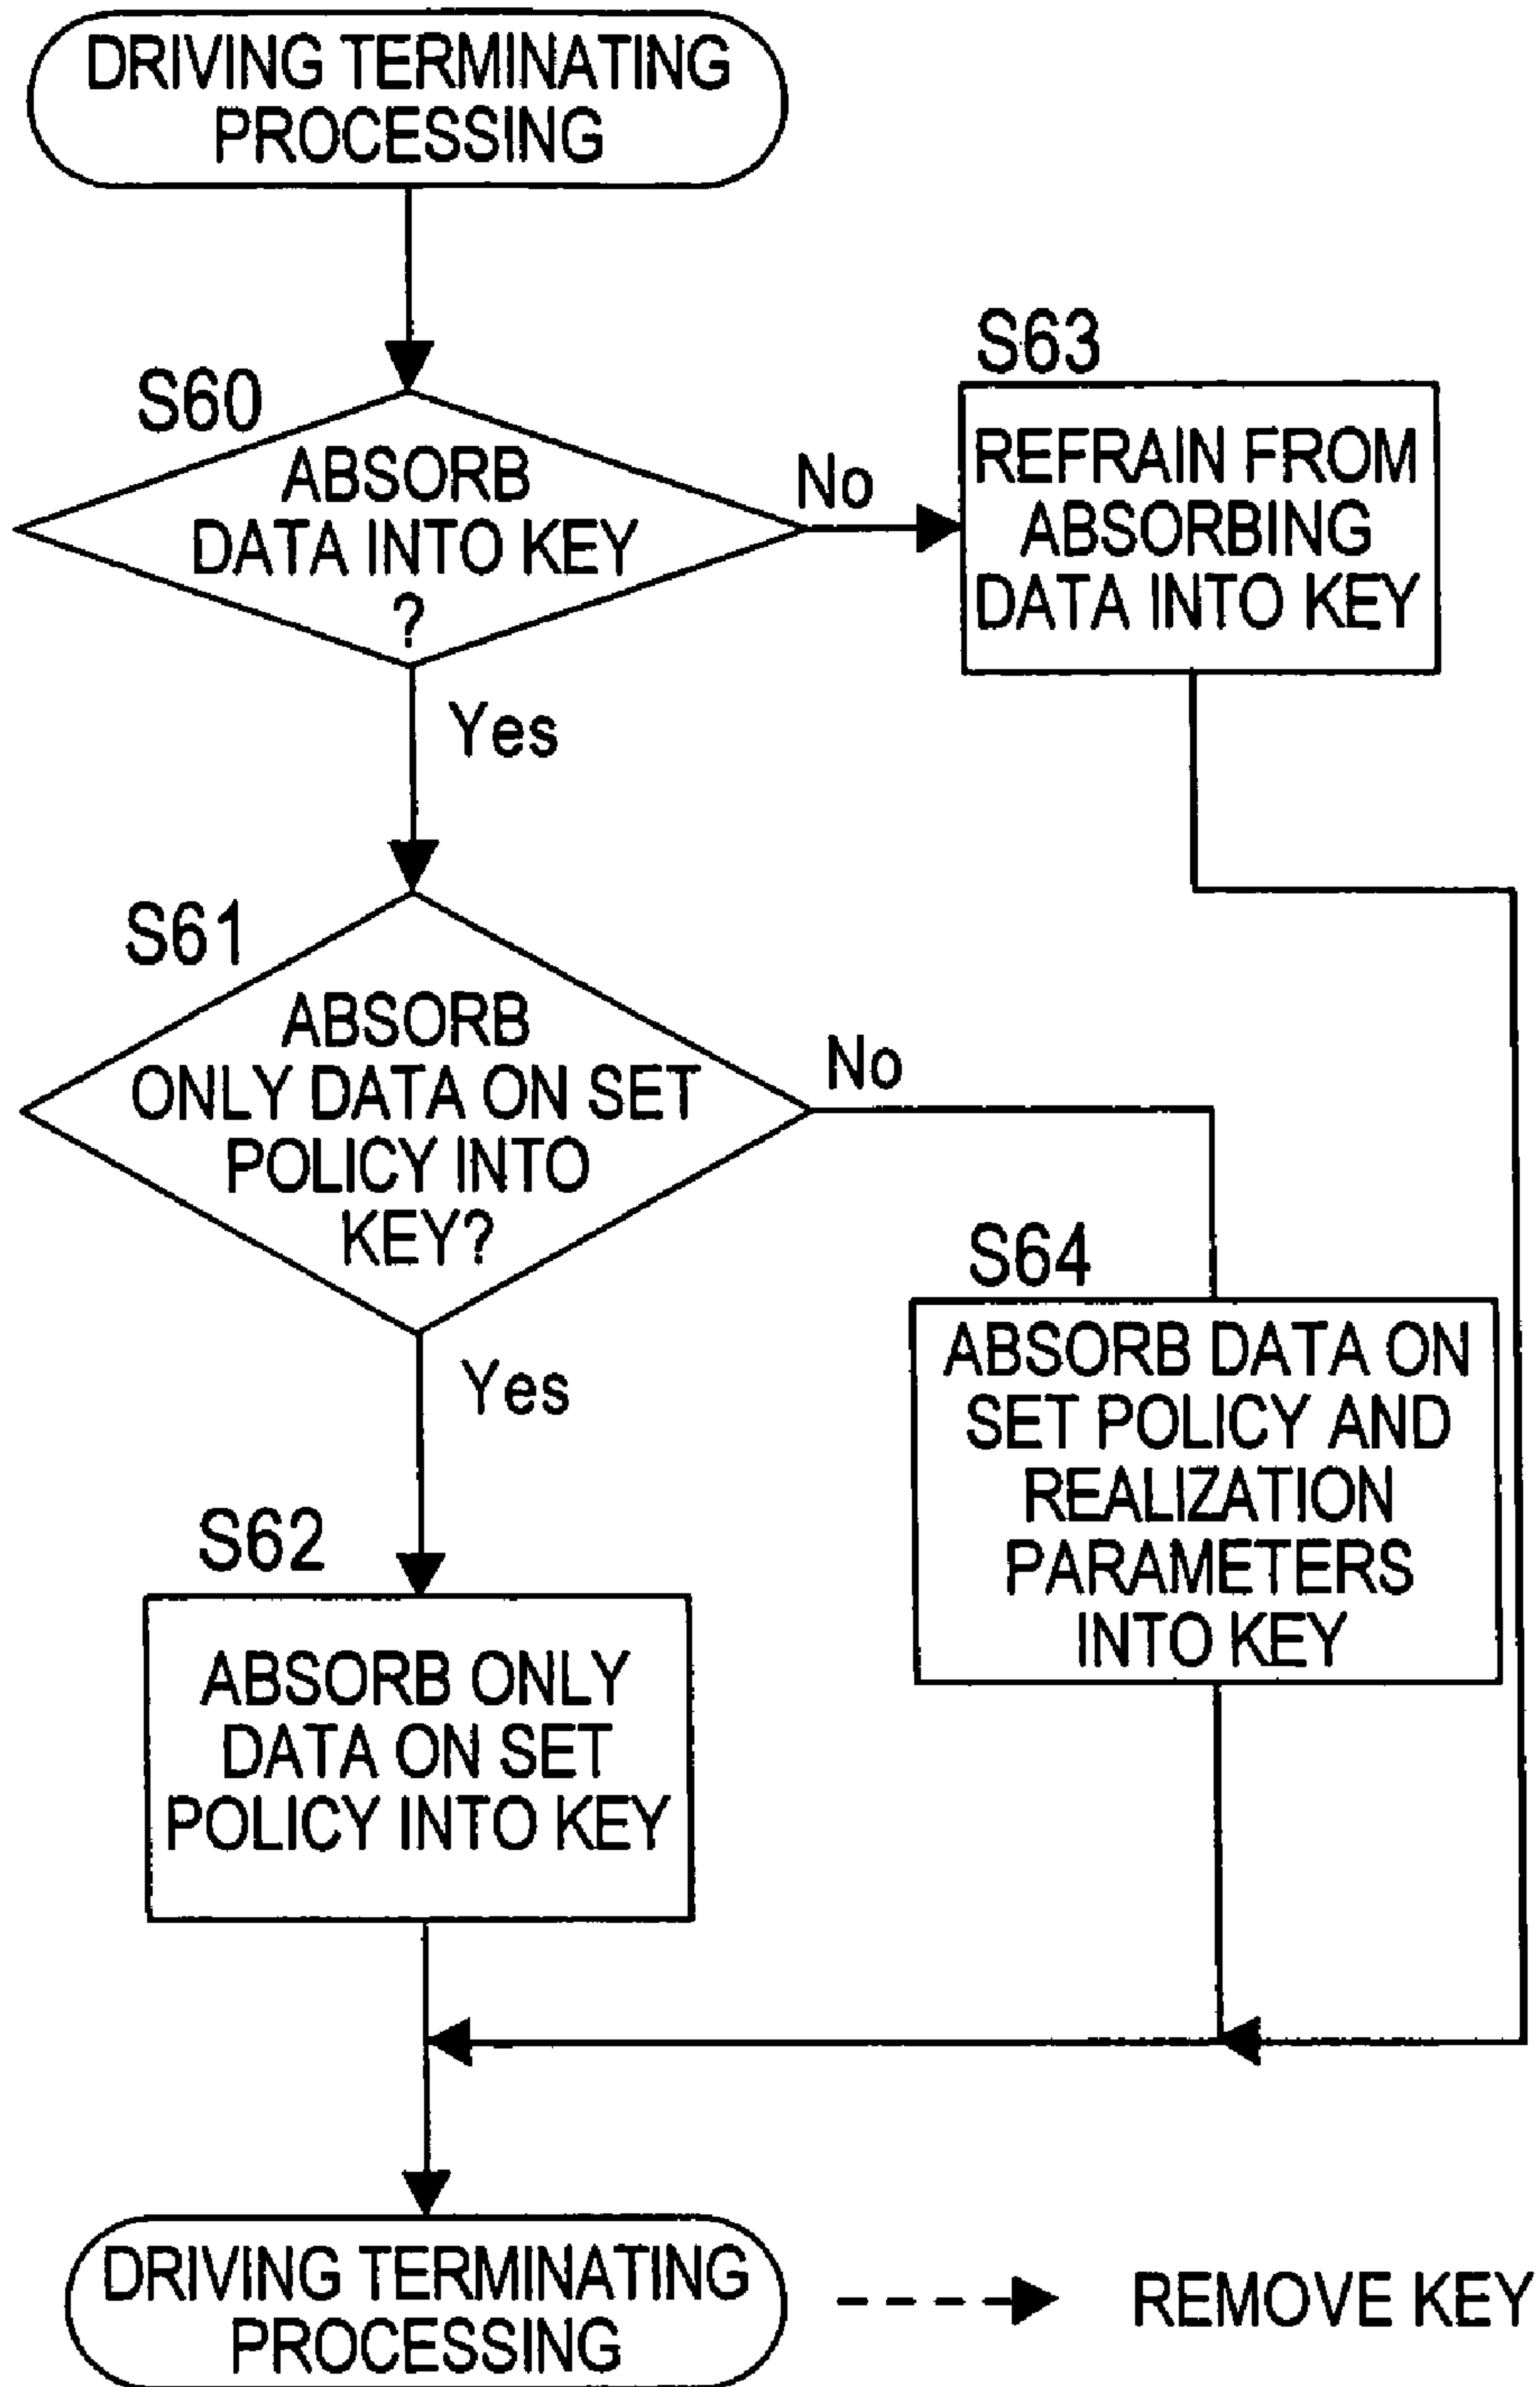 DRIVING TERMINATING
PROCESSING
S60
ABSORB
DATA INTO KEY
?
No
Yes
S63
REFRAIN FROM
ABSORBING
DATA INTO KEY
S61
ABSORB
ONLY DATA ON SET
POLICY INTO
KEY?
No
Yes
S64
ABSORB DATA ON
SET POLICY AND
REALIZATION
PARAMETERS
INTO KEY
S62
ABSORB ONLY
DATA ON SET
POLICY INTO KEY
DRIVING TERMINATING
PROCESSING
REMOVE KEY